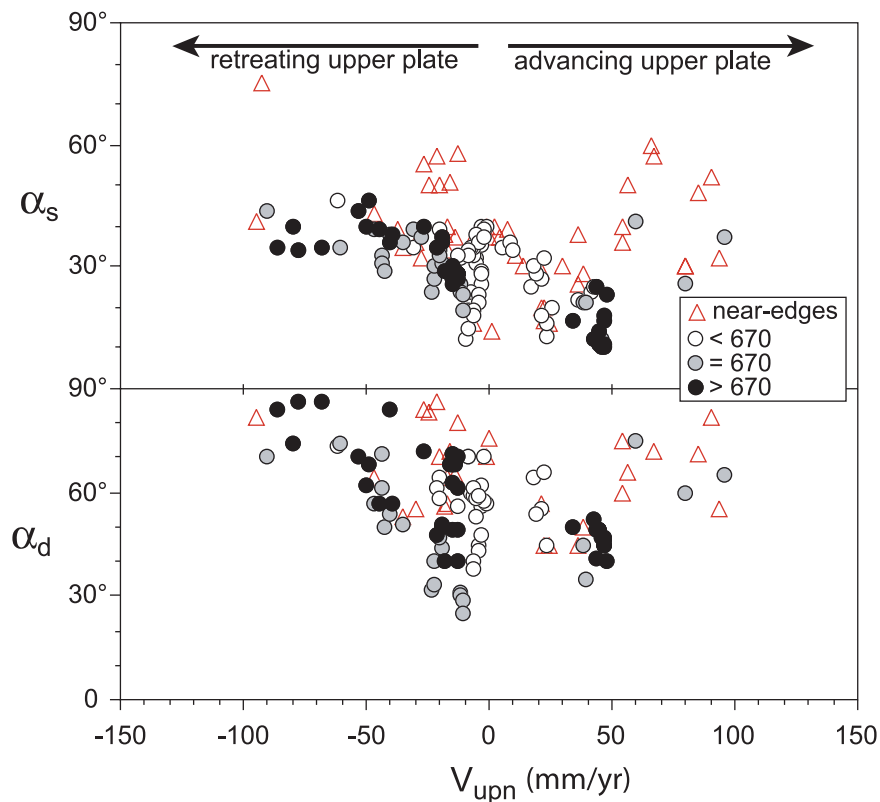 90°
retreating upper plate
advancing upper plate
60°
αs
30°
near-edges
< 670
= 670
> 670
90°
60°
αd
30°
0
-150
-100
-50
0
50
100
150
Vupn (mm/yr)